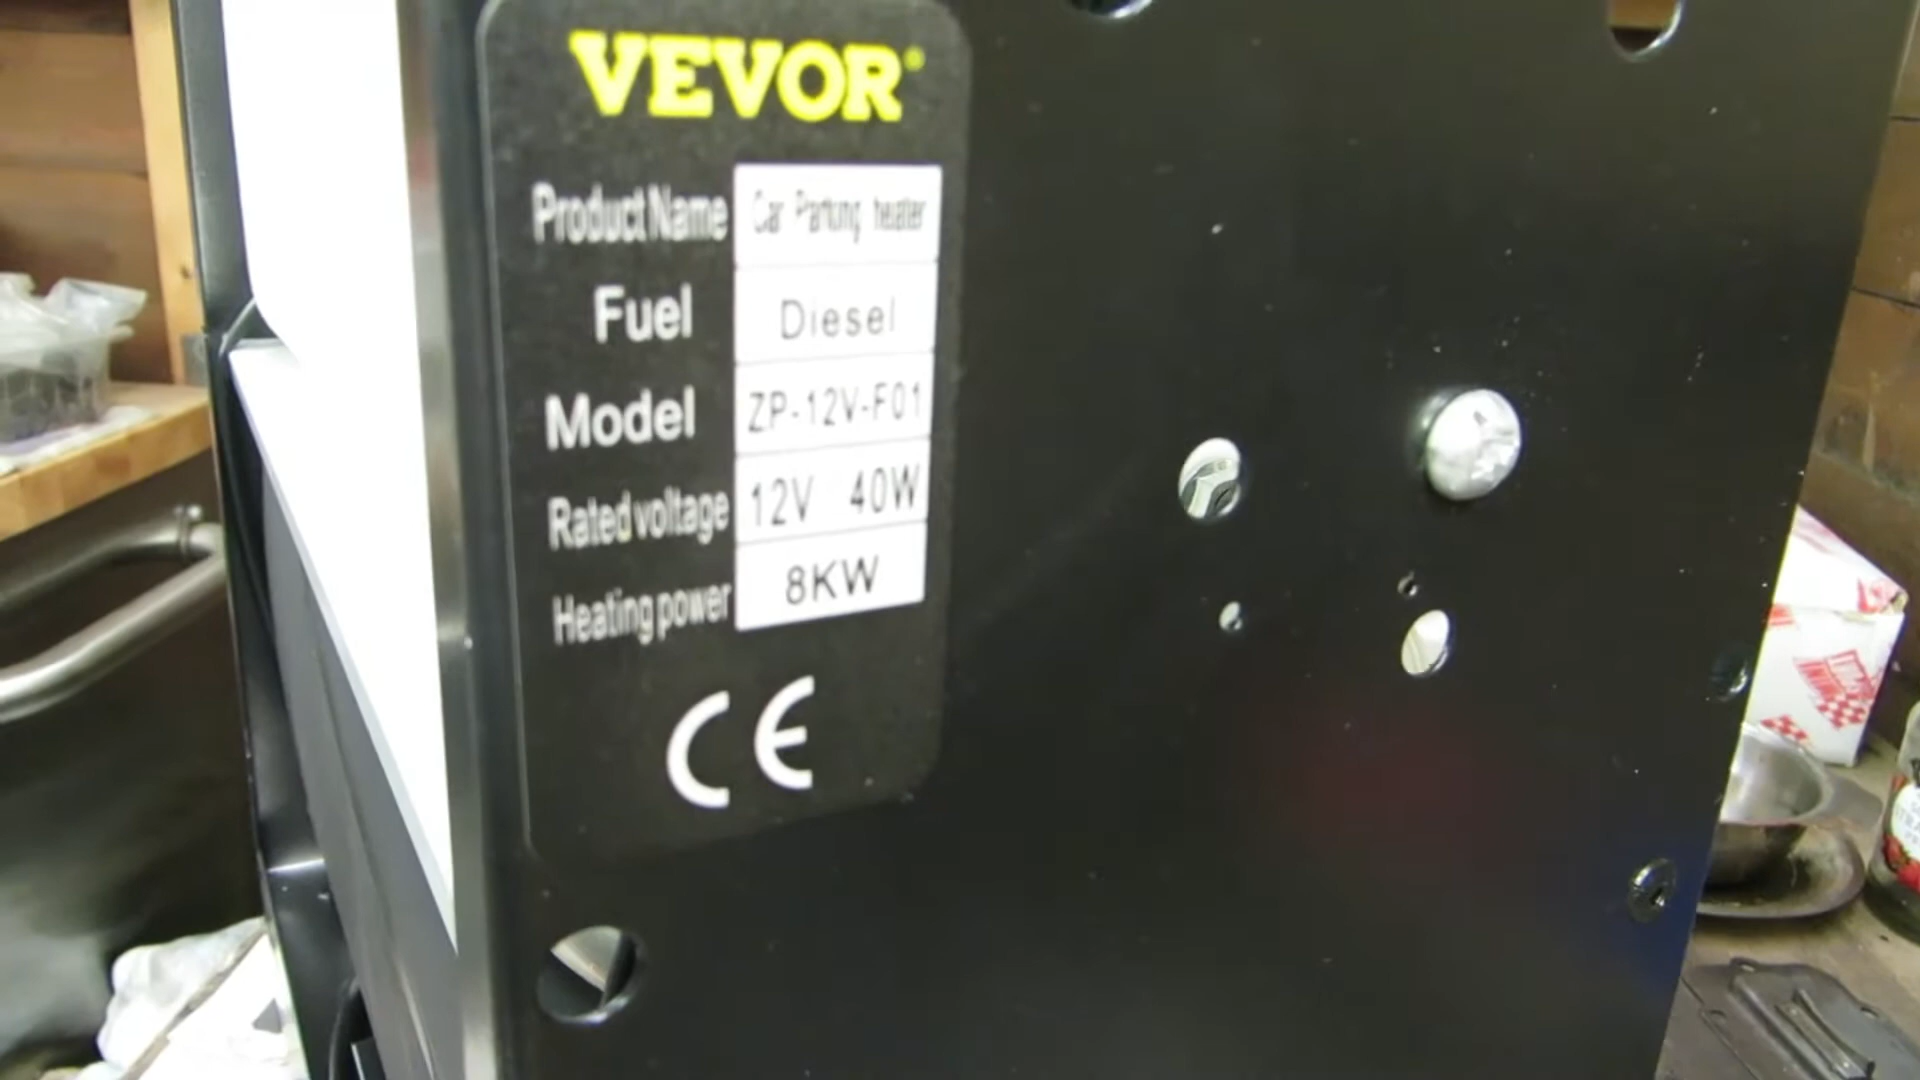 VEVOR®
Product Name Car Parking heater
Fuel Diesel
Model ZP-12V-F01
Rated voltage 12V 40W
Heating power 8KW
CE